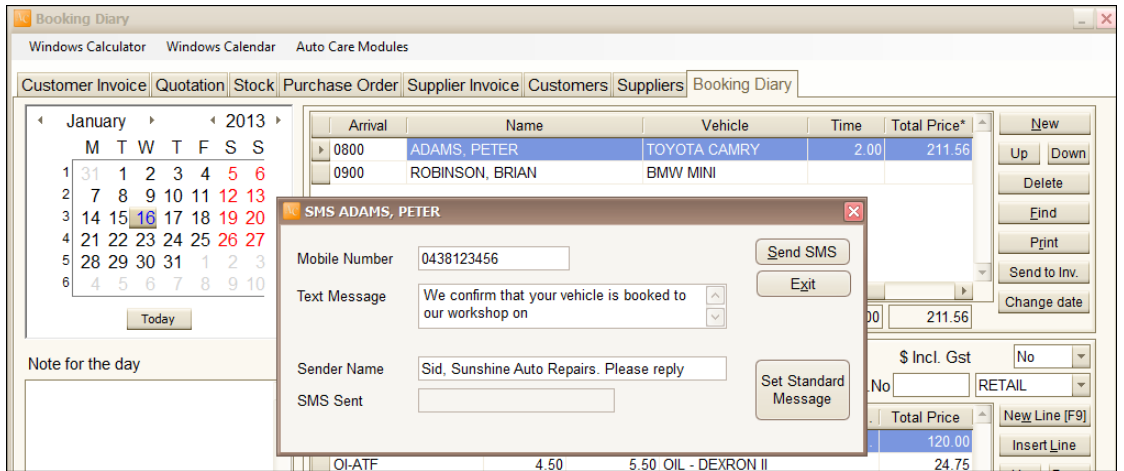 Booking Diary
Windows Calculator Windows Calendar Auto Care Modules
Customer Invoice Quotation Stock Purchase Order Supplier Invoice Customers Suppliers Booking Diary
January 2013
M T W T F S S
1 31 1 2 3 4 5 6
2 7 8 9 10 11 12 13
3 14 15 16 17 18 19 20
4 21 22 23 24 25 26 27
5 28 29 30 31 1 2 3
6 4 5 6 7 8 9 10
Today
Note for the day
Arrival Name Vehicle Time Total Price*
0800 ADAMS, PETER TOYOTA CAMRY 2.00 211.56
0900 ROBINSON, BRIAN BMW MINI
New
Up Down
Delete
Find
Print
Send to Inv.
Change date
SMS ADAMS, PETER
Mobile Number 0438123456
Send SMS
Exit
Text Message We confirm that your vehicle is booked to
our workshop on
Sender Name Sid, Sunshine Auto Repairs. Please reply
SMS Sent
Set Standard
Message
00 211.56
$ Incl. Gst No
No RETAIL
Total Price New Line [F9]
120.00 Insert Line
OI-ATF 4.50 5.50 OIL - DEXRON II 24.75